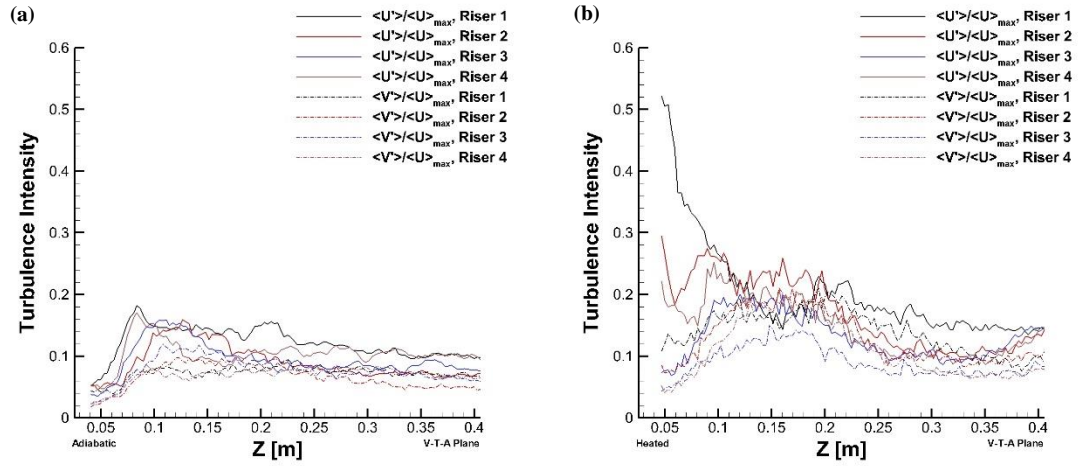 (a)
<U'>/<U>max, Riser 1
<U'>/<U>max, Riser 2
<U'>/<U>max, Riser 3
<U'>/<U>max, Riser 4
<V'>/<U>max, Riser 1
<V'>/<U>max, Riser 2
<V'>/<U>max, Riser 3
<V'>/<U>max, Riser 4
Turbulence Intensity
0.6
0.5
0.4
0.3
0.2
0.1
0
0.05 0.1 0.15 0.2 0.25 0.3 0.35 0.4
Adiabatic Z [m] V-T-A Plane
(b)
<U'>/<U>max, Riser 1
<U'>/<U>max, Riser 2
<U'>/<U>max, Riser 3
<U'>/<U>max, Riser 4
<V'>/<U>max, Riser 1
<V'>/<U>max, Riser 2
<V'>/<U>max, Riser 3
<V'>/<U>max, Riser 4
Turbulence Intensity
0.6
0.5
0.4
0.3
0.2
0.1
0
0.05 0.1 0.15 0.2 0.25 0.3 0.35 0.4
Heated Z [m] V-T-A Plane